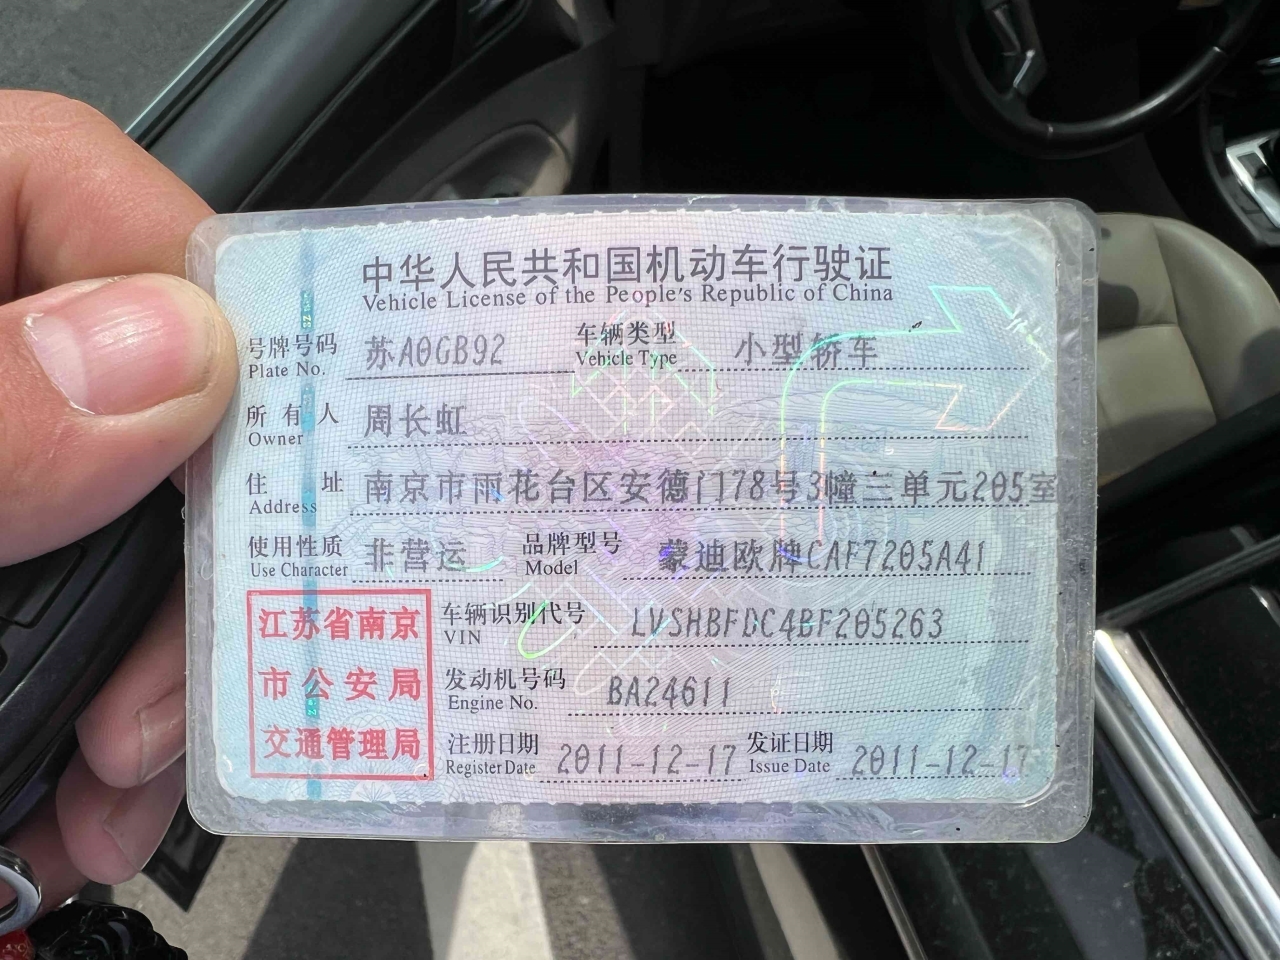 中华人民共和国机动车行驶证
Vehicle License of the People's Republic of China
号牌号码 苏A0GB92 车辆类型 小型轿车
Plate No. Vehicle Type
所有人 周长虹
Owner
住址 南京市雨花台区安德门78号3幢三单元205室
Address
使用性质 非营运 品牌型号 蒙迪欧牌CAF7205A41
Use Character Model
江苏省南京
市公安局
交通管理局
车辆识别代号 LVSHBFDC4BF205263
VIN
发动机号码 BA24611
Engine No.
注册日期 2011-12-17 发证日期 2011-12-17
Register Date Issue Date